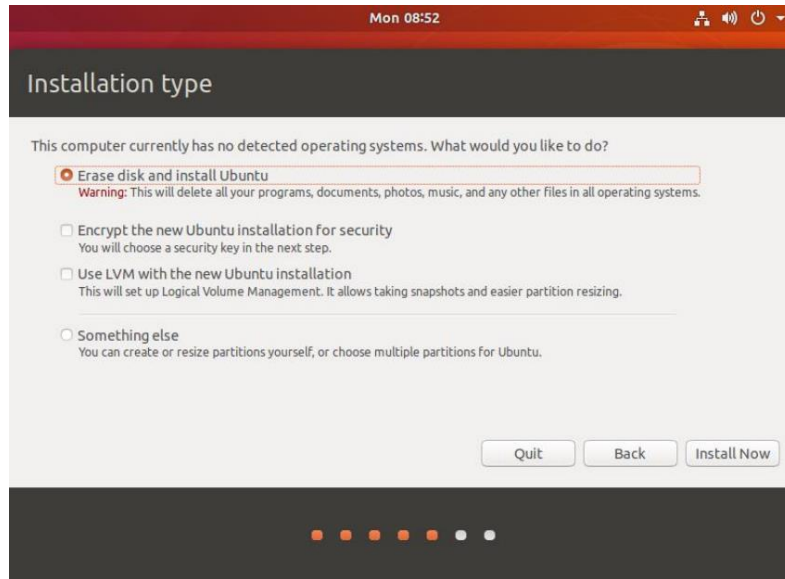 Mon 08:52
Installation type
This computer currently has no detected operating systems. What would you like to do?
Erase disk and install Ubuntu
Warning: This will delete all your programs, documents, photos, music, and any other files in all operating systems.
Encrypt the new Ubuntu installation for security
You will choose a security key in the next step.
Use LVM with the new Ubuntu installation
This will set up Logical Volume Management. It allows taking snapshots and easier partition resizing.
Something else
You can create or resize partitions yourself, or choose multiple partitions for Ubuntu.
Quit Back Install Now